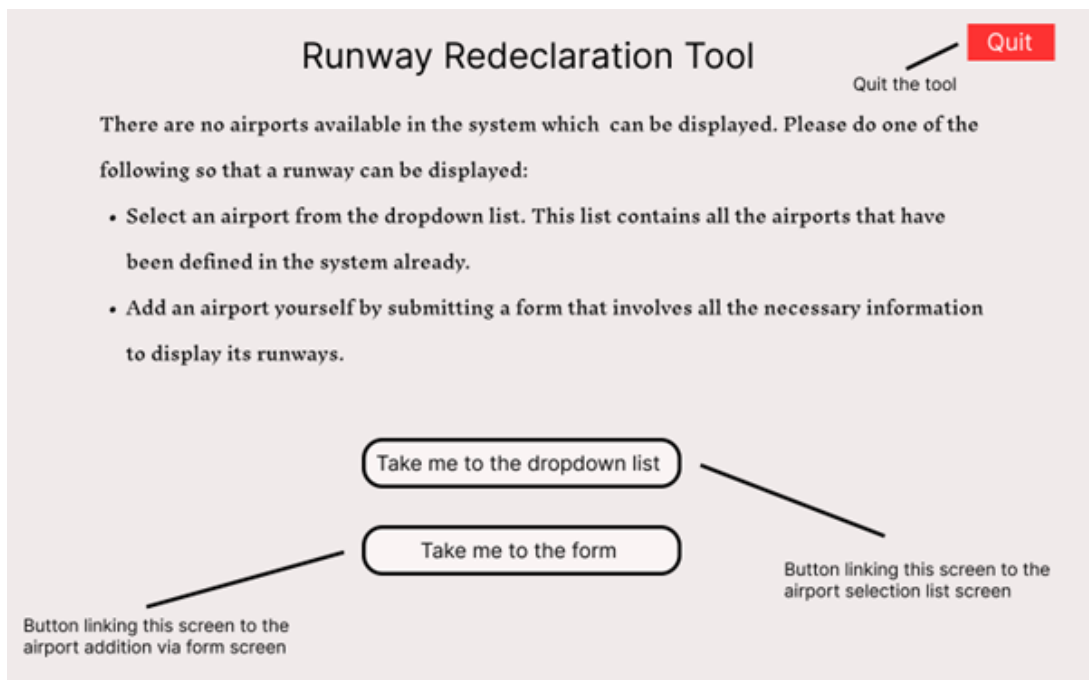 Runway Redeclaration Tool
Quit
Quit the tool
There are no airports available in the system which can be displayed. Please do one of the
following so that a runway can be displayed:
• Select an airport from the dropdown list. This list contains all the airports that have
been defined in the system already.
• Add an airport yourself by submitting a form that involves all the necessary information
to display its runways.
Take me to the dropdown list
Take me to the form
Button linking this screen to the
airport selection list screen
Button linking this screen to the
airport addition via form screen